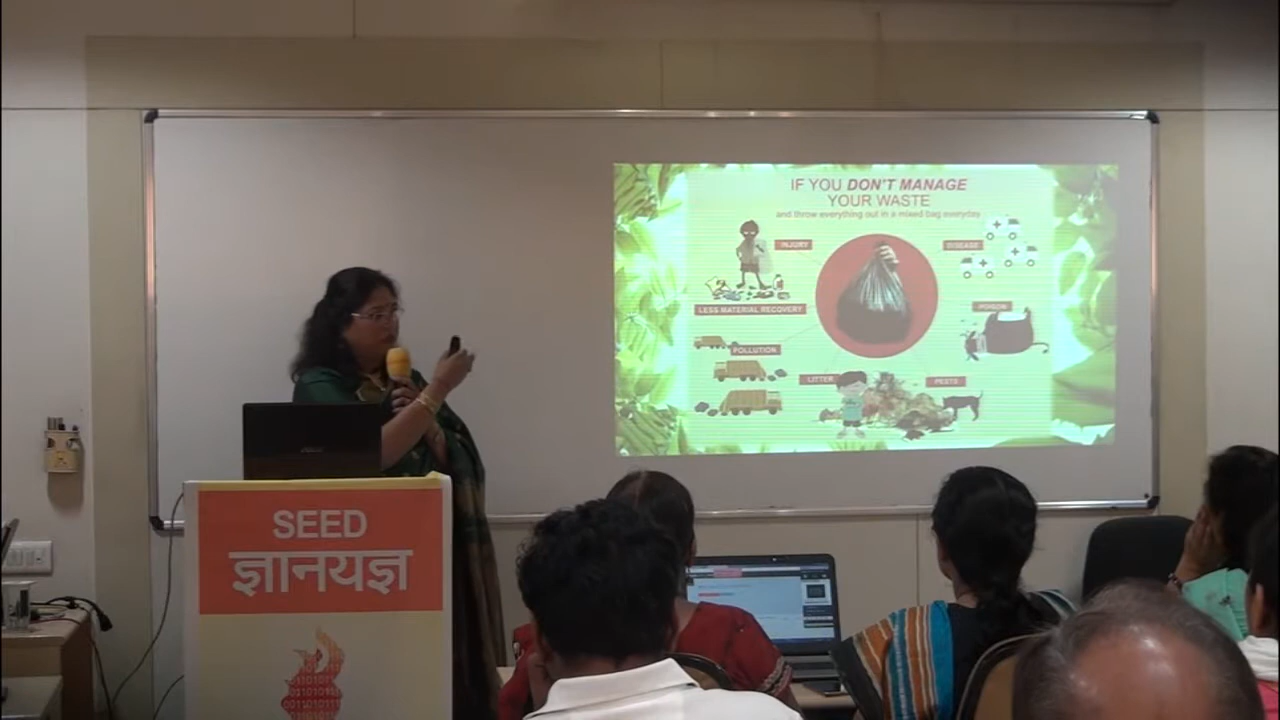 IF YOU DON'T MANAGE
YOUR WASTE
and throw everything out in a mixed bag everyday
INJURY
DISEASE
LESS MATERIAL RECOVERY
POISON
POLLUTION
LITTER
PESTS
SEED
ज्ञानयज्ञ